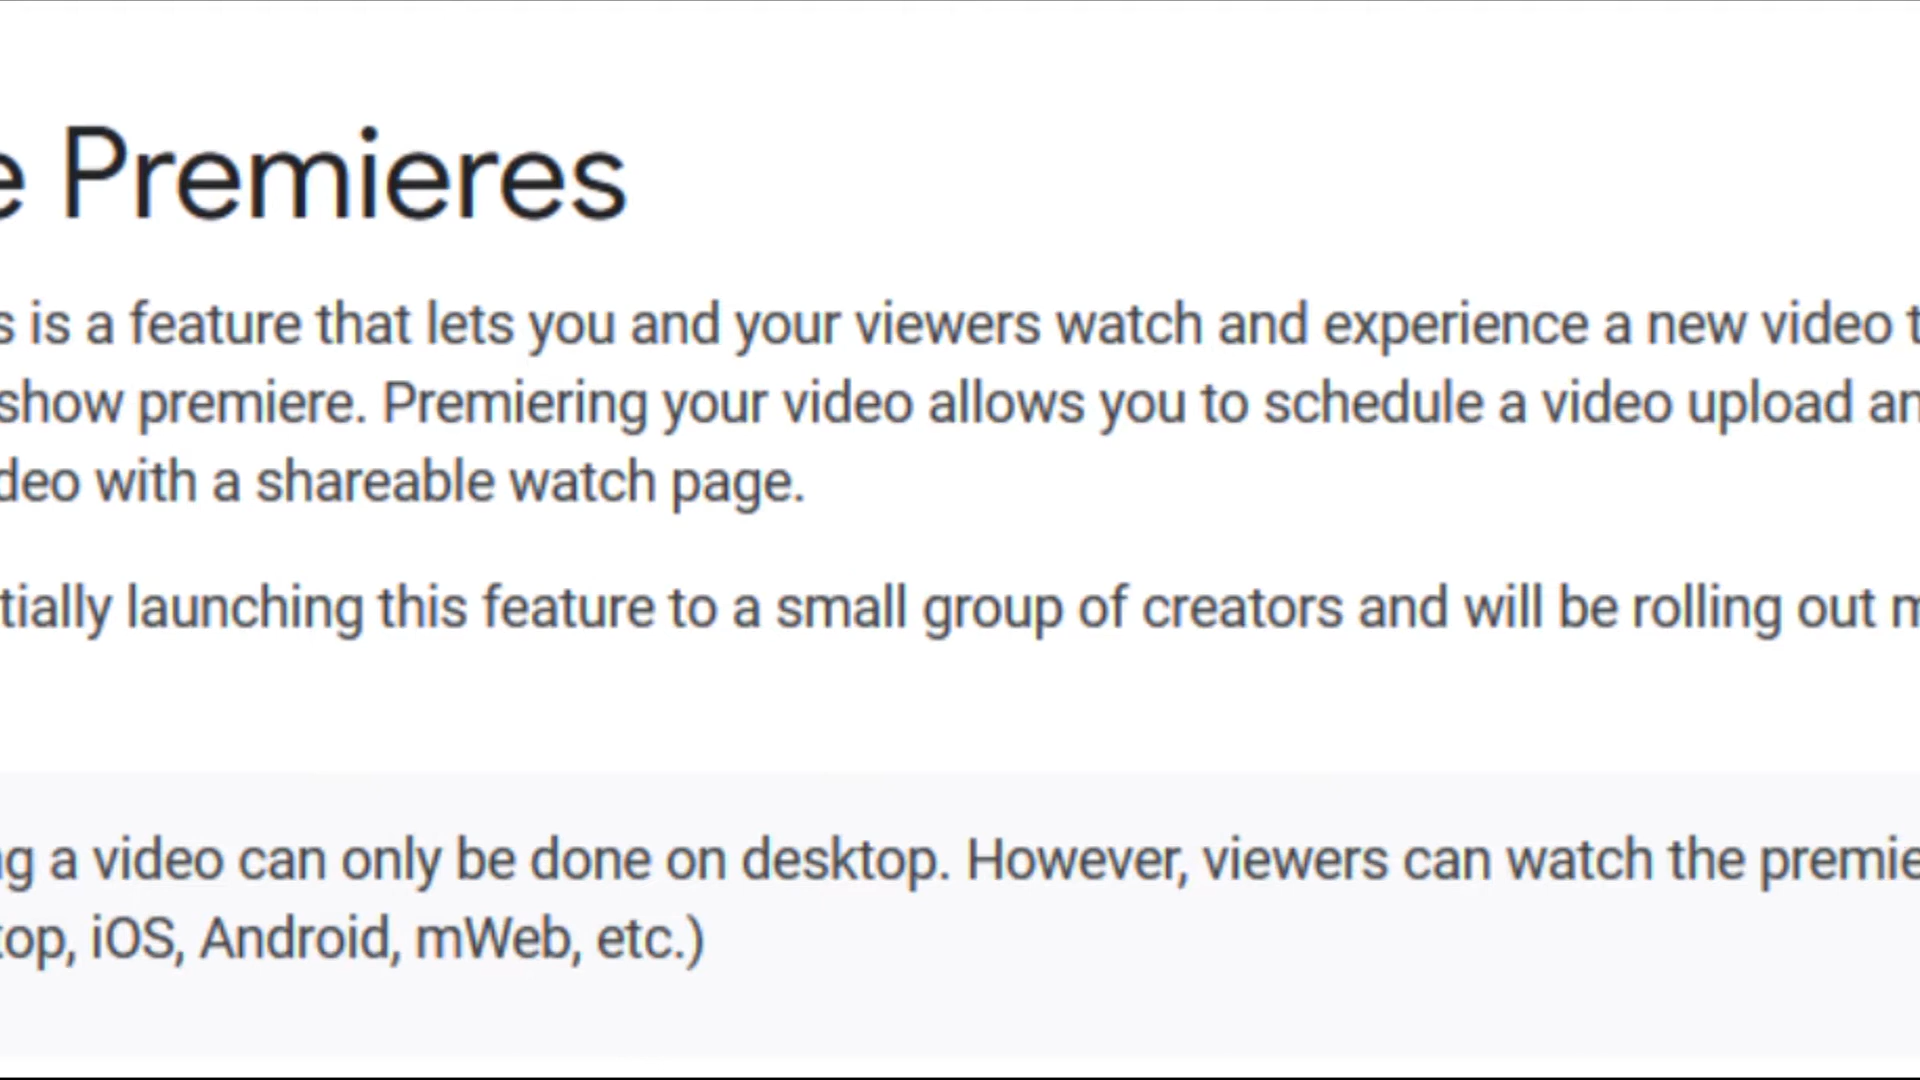 e Premieres
s is a feature that lets you and your viewers watch and experience a new video t
show premiere. Premiering your video allows you to schedule a video upload an
deo with a shareable watch page.
tially launching this feature to a small group of creators and will be rolling out m
ng a video can only be done on desktop. However, viewers can watch the premie
top, iOS, Android, mWeb, etc.)